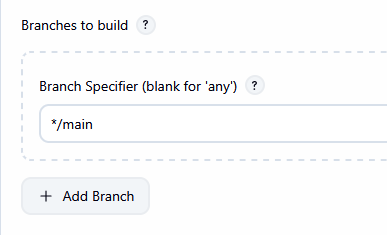 Branches to build ?
Branch Specifier (blank for 'any') ?
*/main
+ Add Branch